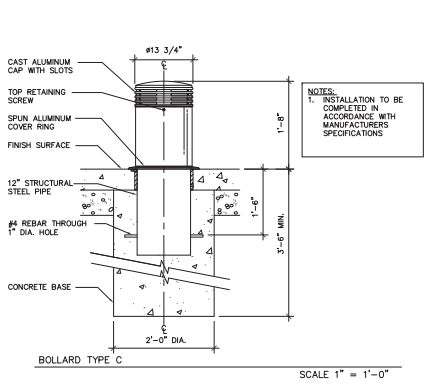 ø13 3/4"
℄
CAST ALUMINUM
CAP WITH SLOTS
TOP RETAINING
SCREW
SPUN ALUMINUM
COVER RING
FINISH SURFACE
12" STRUCTURAL
STEEL PIPE
#4 REBAR THROUGH
1" DIA. HOLE
CONCRETE BASE
1'-8"
1'-6"
3'-6" MIN.
℄
2'-0" DIA.
NOTES:
1. INSTALLATION TO BE
COMPLETED IN
ACCORDANCE WITH
MANUFACTURERS
SPECIFICATIONS
BOLLARD TYPE C
SCALE 1" = 1'-0"